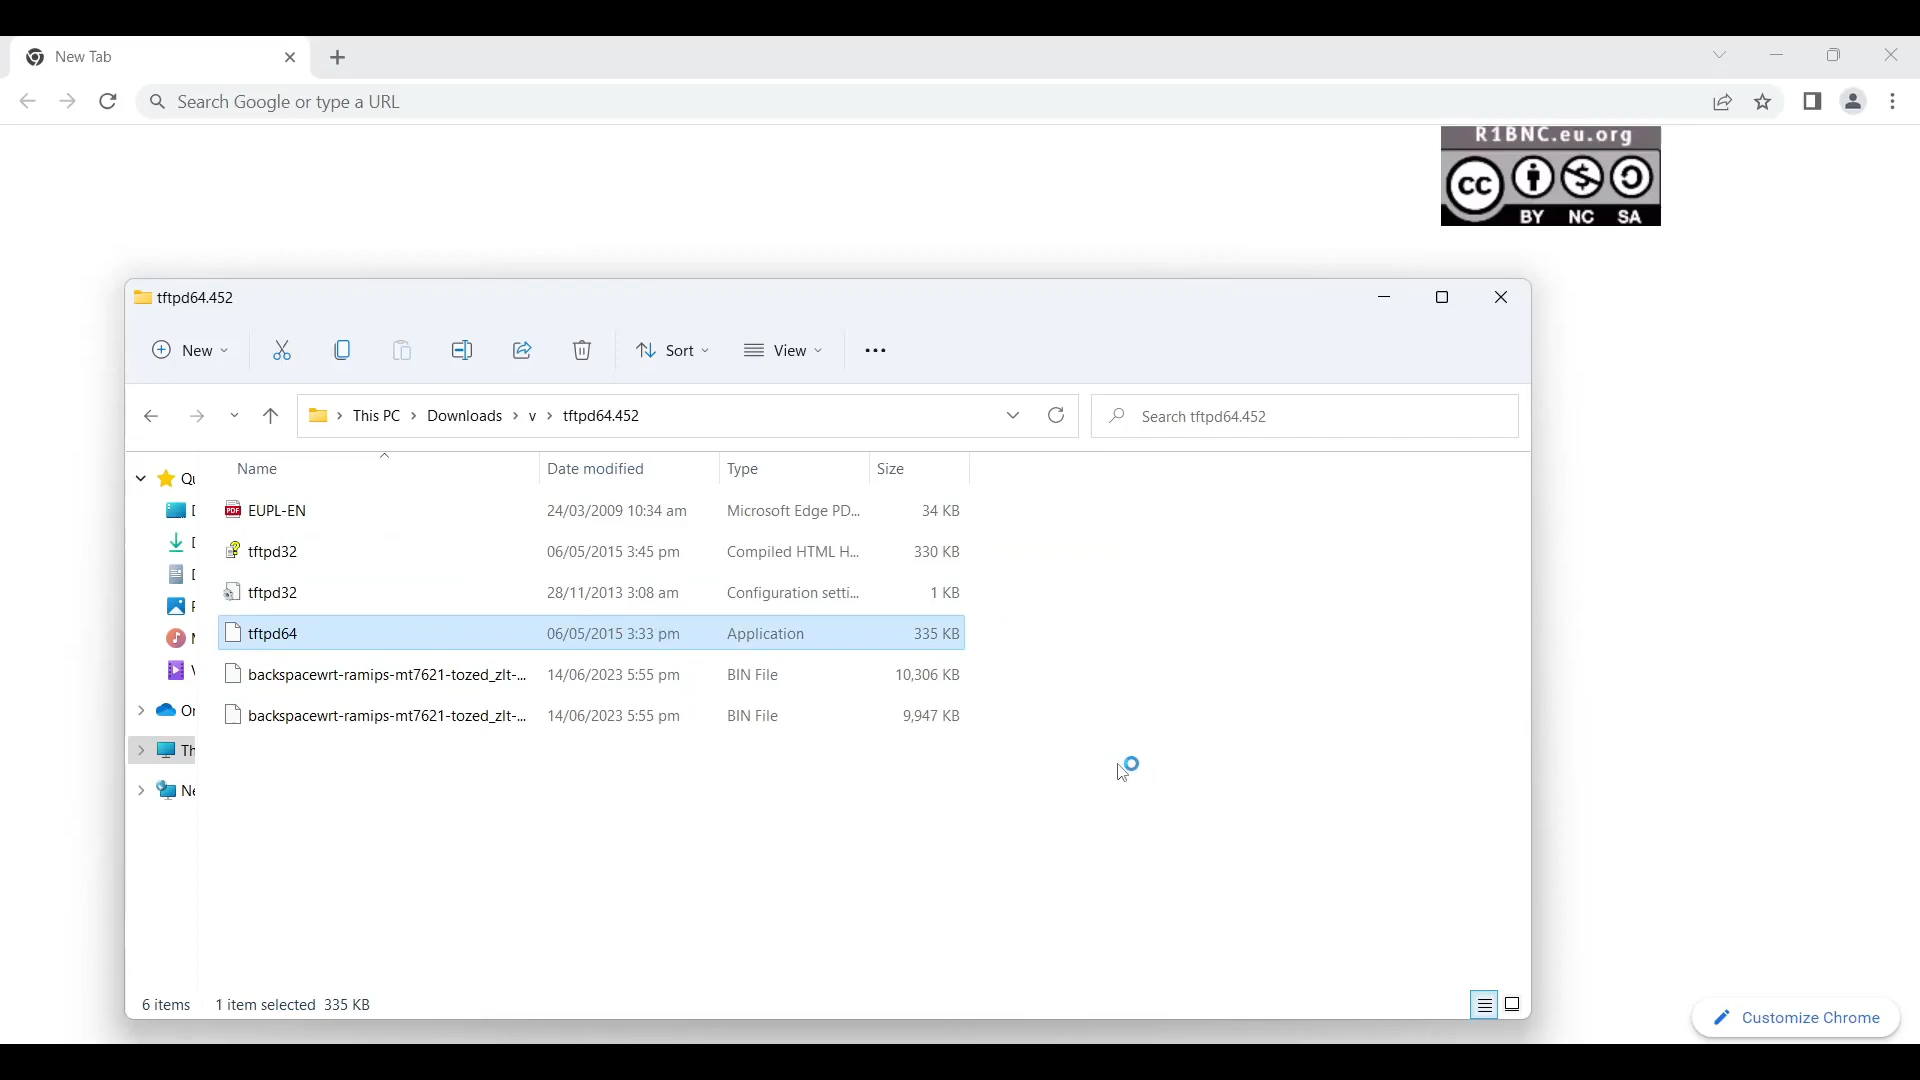 New Tab
Search Google or type a URL
R1BNC.eu.org
cc
BY NC SA
tftpd64.452
New
Sort
View
This PC > Downloads > v > tftpd64.452
Search tftpd64.452
Name Date modified Type Size
EUPL-EN 24/03/2009 10:34 am Microsoft Edge PD... 34 KB
tftpd32 06/05/2015 3:45 pm Compiled HTML H... 330 KB
tftpd32 28/11/2013 3:08 am Configuration setti... 1 KB
tftpd64 06/05/2015 3:33 pm Application 335 KB
backspacewrt-ramips-mt7621-tozed_zlt-... 14/06/2023 5:55 pm BIN File 10,306 KB
backspacewrt-ramips-mt7621-tozed_zlt-... 14/06/2023 5:55 pm BIN File 9,947 KB
6 items 1 item selected 335 KB
Customize Chrome